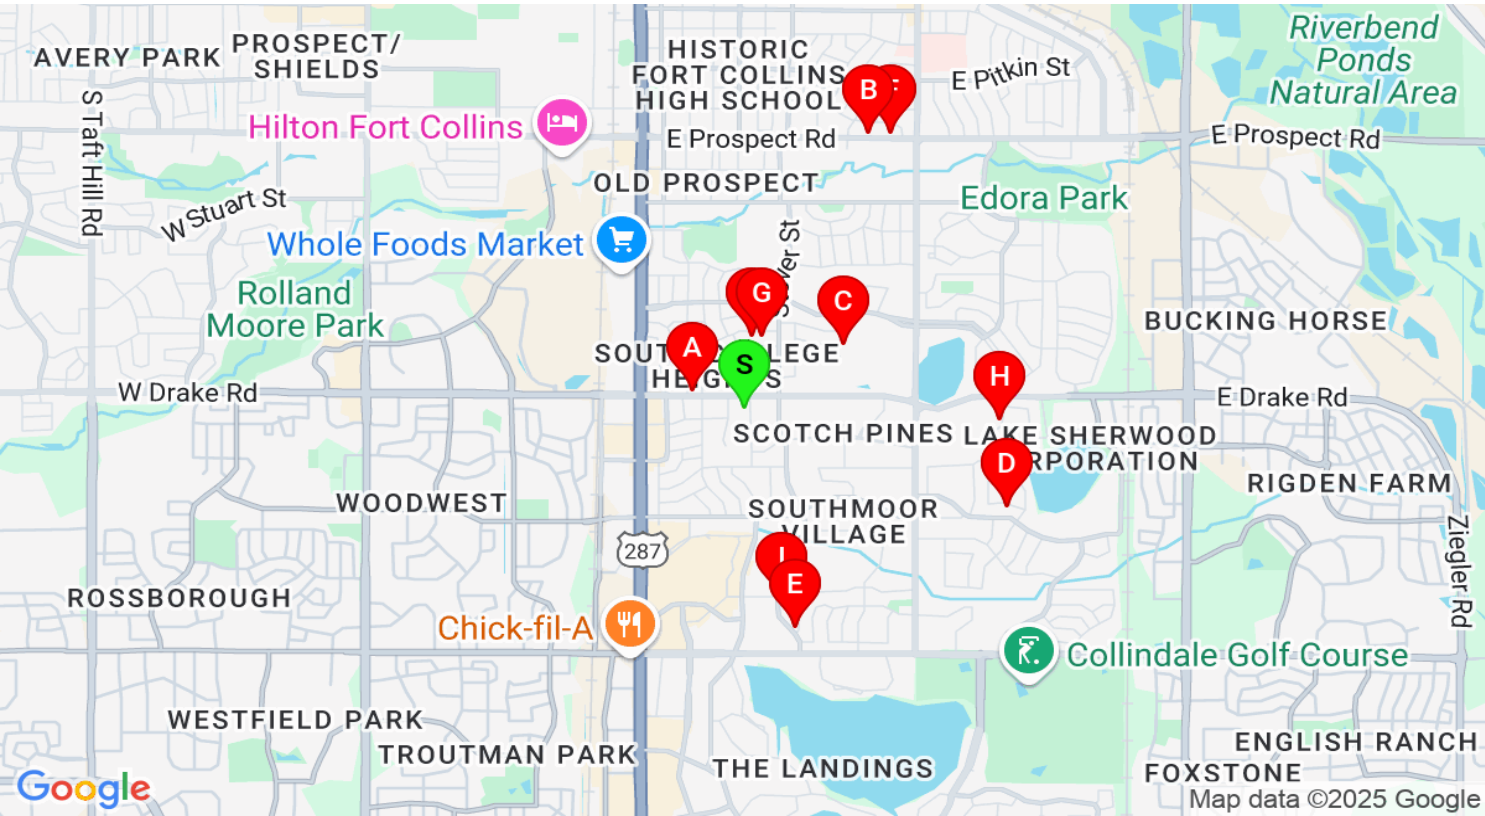 AVERY PARK
PROSPECT/
SHIELDS
HISTORIC
FORT COLLINS
HIGH SCHOOL
B
E Pitkin St
Riverbend
Ponds
Natural Area
S Taft Hill Rd
Hilton Fort Collins
E Prospect Rd
E Prospect Rd
OLD PROSPECT
W Stuart St
Edora Park
Whole Foods Market
Rolland
Moore Park
G
C
BUCKING HORSE
A
S
H
W Drake Rd
E Drake Rd
SCOTCH PINES
LAKE SHERWOOD
D
WOODWEST
RIGDEN FARM
SOUTHMOOR
VILLAGE
287
Ziegler Rd
E
ROSSBOROUGH
Chick-fil-A
Collindale Golf Course
WESTFIELD PARK
TROUTMAN PARK
THE LANDINGS
ENGLISH RANCH
FOXSTONE
Google
Map data ©2025 Google